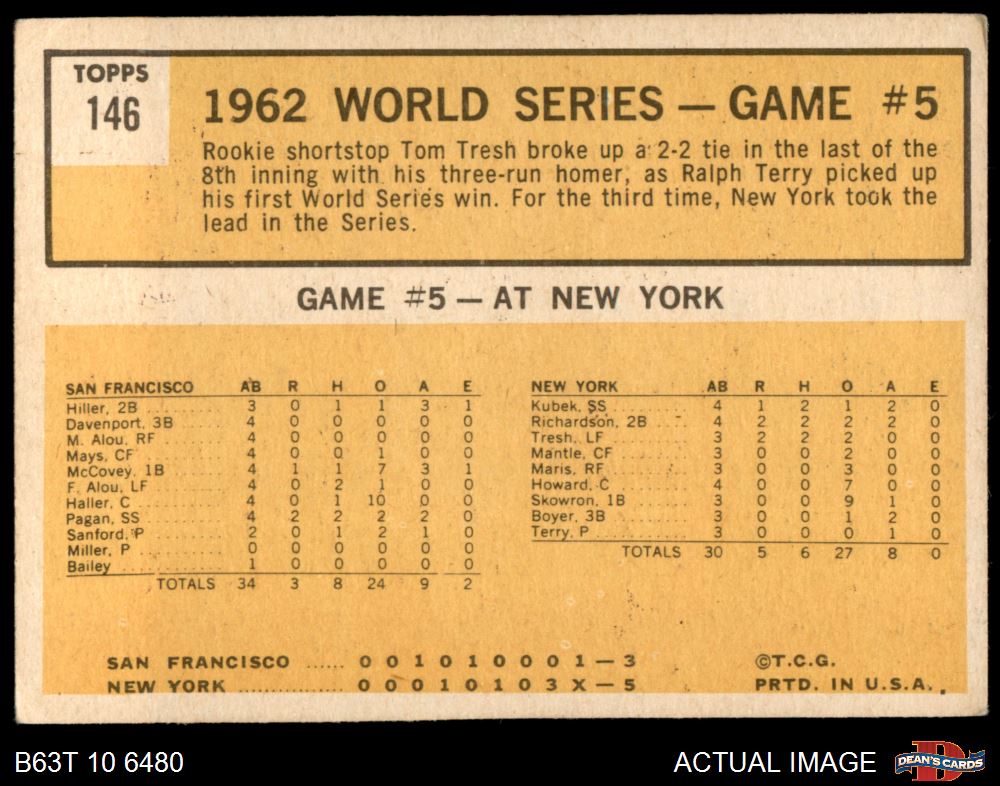 TOPPS
146
1962 WORLD SERIES — GAME #5
Rookie shortstop Tom Tresh broke up a 2-2 tie in the last of the
8th inning with his three-run homer, as Ralph Terry picked up
his first World Series win. For the third time, New York took the
lead in the Series.
GAME #5 — AT NEW YORK
SAN FRANCISCO AB R H O A E
Hiller, 2B ........ 3 0 1 1 3 1
Davenport, 3B ..... 4 0 0 0 0 0
M. Alou, RF ....... 4 0 0 0 0 0
Mays, CF .......... 4 0 0 1 0 0
McCovey, 1B ....... 4 1 1 7 3 1
F. Alou, LF ....... 4 0 2 1 0 0
Haller, C ......... 4 0 1 10 0 0
Pagan, SS ......... 4 2 2 2 2 0
Sanford, P ........ 2 0 1 2 1 0
Miller, P ......... 0 0 0 0 0 0
Bailey ............ 1 0 0 0 0 0
TOTALS 34 3 8 24 9 2
NEW YORK AB R H O A E
Kubek, SS ......... 4 1 2 1 2 0
Richardson, 2B .... 4 2 2 2 2 0
Tresh, LF ......... 3 2 2 2 0 0
Mantle, CF ........ 3 0 0 2 0 0
Maris, RF ......... 3 0 0 3 0 0
Howard, C ......... 4 0 0 7 0 0
Skowron, 1B ....... 3 0 0 9 1 0
Boyer, 3B ......... 3 0 0 1 2 0
Terry, P .......... 3 0 0 0 1 0
TOTALS 30 5 6 27 8 0
SAN FRANCISCO ...... 0 0 1 0 1 0 0 0 1 — 3
NEW YORK ............... 0 0 0 1 0 1 0 3 X — 5
©T.C.G.
PRTD. IN U.S.A.
B63T 10 6480
ACTUAL IMAGE
D
DEAN'S CARDS